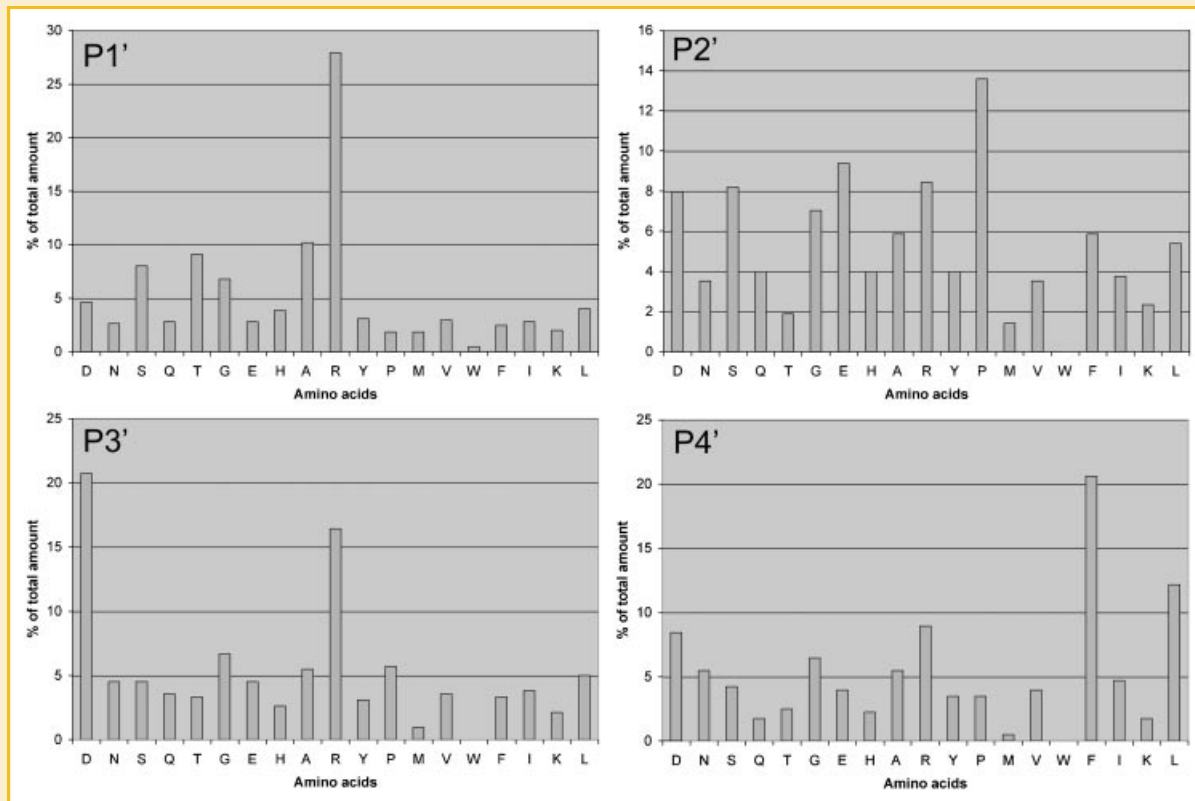 P1'
% of total amount
30
25
20
15
10
5
0
D N S Q T G E H A R Y P M V W F I K L
Amino acids
P2'
% of total amount
16
14
12
10
8
6
4
2
0
D N S Q T G E H A R Y P M V W F I K L
Amino acids
P3'
% of total amount
25
20
15
10
5
0
D N S Q T G E H A R Y P M V W F I K L
Amino acids
P4'
% of total amount
25
20
15
10
5
0
D N S Q T G E H A R Y P M V W F I K L
Amino acids